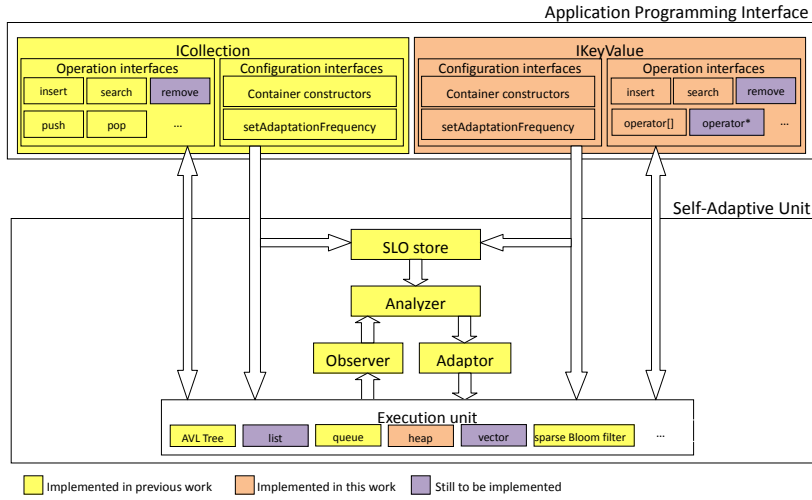 Application Programming Interface
ICollection
IKeyValue
Operation interfaces
Configuration interfaces
Configuration interfaces
Operation interfaces
insert
search
remove
Container constructors
Container constructors
insert
search
remove
push
pop
...
setAdaptationFrequency
setAdaptationFrequency
operator[]
operator*
...
Self-Adaptive Unit
SLO store
Analyzer
Observer
Adaptor
Execution unit
AVL Tree
list
queue
heap
vector
sparse Bloom filter
...
Implemented in previous work
Implemented in this work
Still to be implemented